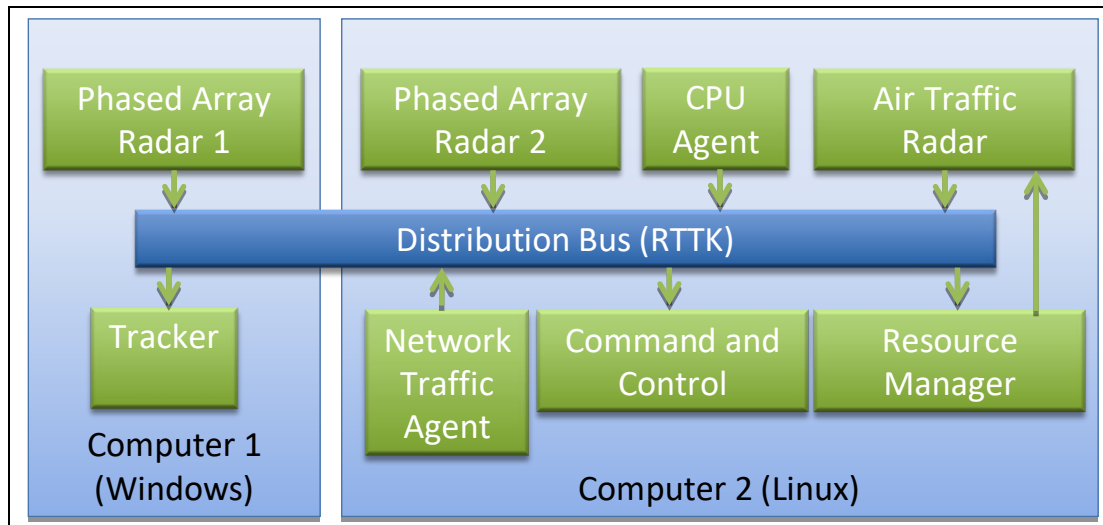 Phased Array
Radar 1
Phased Array
Radar 2
CPU
Agent
Air Traffic
Radar
Distribution Bus (RTTK)
Tracker
Network
Traffic
Agent
Command and
Control
Resource
Manager
Computer 1
(Windows)
Computer 2 (Linux)